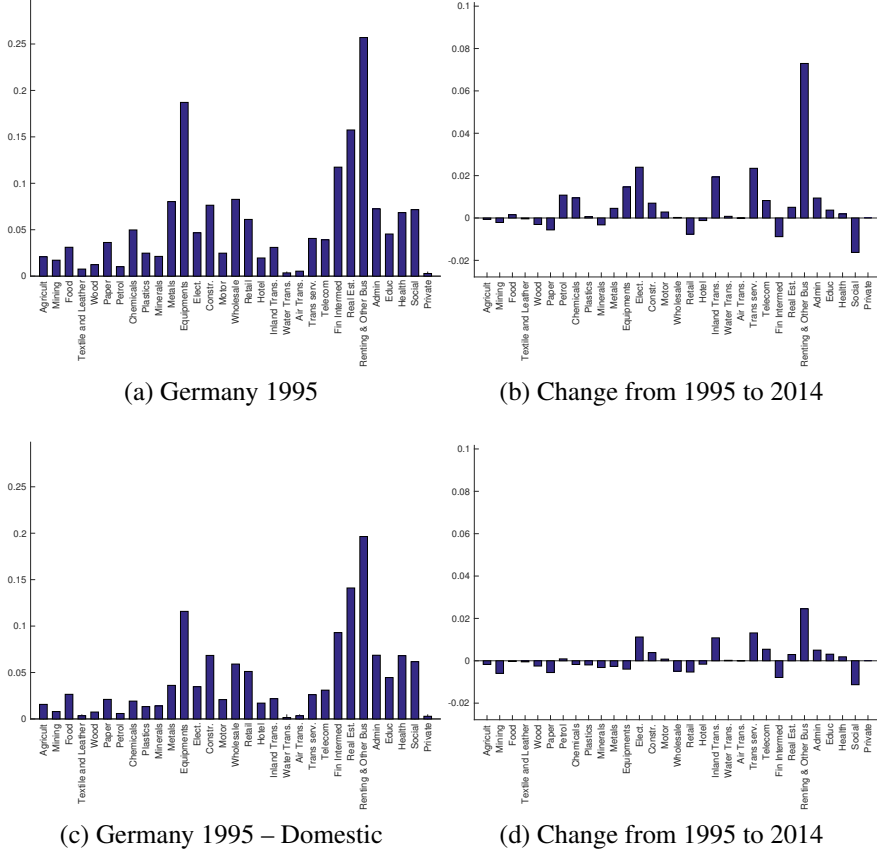 0.25
0.2
0.15
0.1
0.05
0
Agricult
Mining
Food
Textile and Leather
Wood
Paper
Petrol
Chemicals
Plastics
Minerals
Metals
Equipments
Elect.
Constr.
Motor
Wholesale
Retail
Hotel
Inland Trans.
Water Trans.
Air Trans.
Trans serv.
Telecom
Fin Intermed
Real Est.
Renting & Other Bus
Admin
Educ
Health
Social
Private
(a) Germany 1995
0.1
0.08
0.06
0.04
0.02
0
-0.02
Agricult
Mining
Food
Textile and Leather
Wood
Paper
Petrol
Chemicals
Plastics
Minerals
Metals
Equipments
Elect.
Constr.
Motor
Wholesale
Retail
Hotel
Inland Trans.
Water Trans.
Air Trans.
Trans serv.
Telecom
Fin Intermed
Real Est.
Renting & Other Bus
Admin
Educ
Health
Social
Private
(b) Change from 1995 to 2014
0.25
0.2
0.15
0.1
0.05
0
Agricult
Mining
Food
Textile and Leather
Wood
Paper
Petrol
Chemicals
Plastics
Minerals
Metals
Equipments
Elect.
Constr.
Motor
Wholesale
Retail
Hotel
Inland Trans.
Water Trans.
Air Trans.
Trans serv.
Telecom
Fin Intermed
Real Est.
Renting & Other Bus
Admin
Educ
Health
Social
Private
(c) Germany 1995 – Domestic
0.1
0.08
0.06
0.04
0.02
0
-0.02
Agricult
Mining
Food
Textile and Leather
Wood
Paper
Petrol
Chemicals
Plastics
Minerals
Metals
Equipments
Elect.
Constr.
Motor
Wholesale
Retail
Hotel
Inland Trans.
Water Trans.
Air Trans.
Trans serv.
Telecom
Fin Intermed
Real Est.
Renting & Other Bus
Admin
Educ
Health
Social
Private
(d) Change from 1995 to 2014